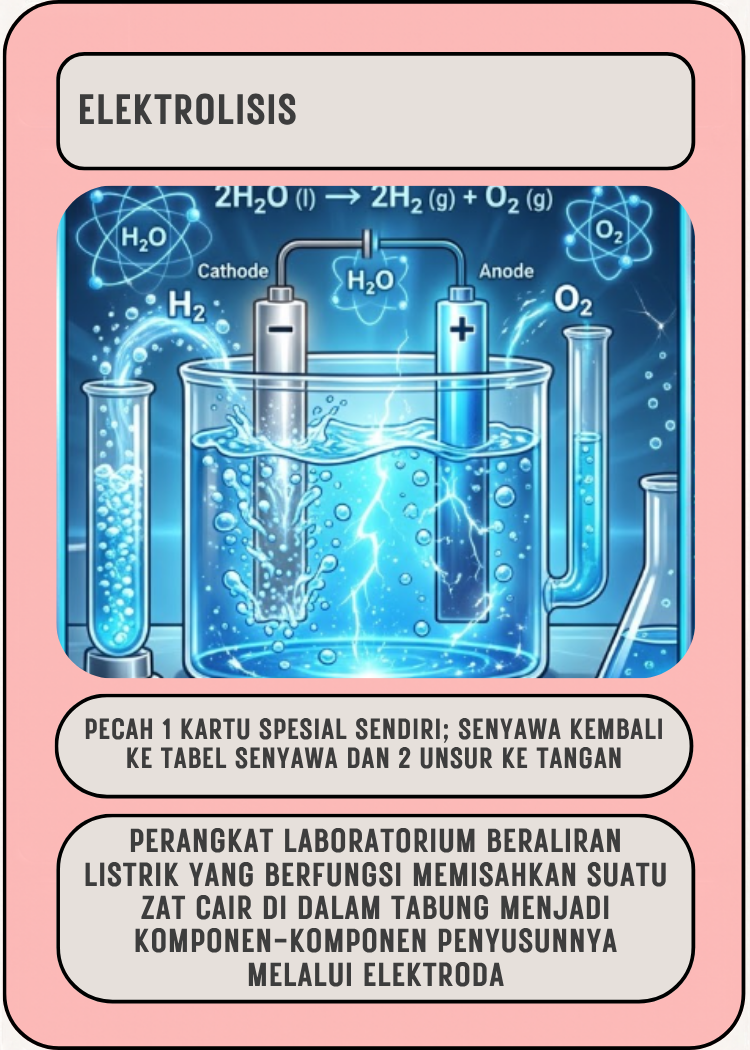 ELEKTROLISIS
2H₂O (l) → 2H₂ (g) + O₂ (g)
H₂O
O₂
Cathode
H₂O
Anode
H₂
O₂
−
+
PECAH 1 KARTU SPESIAL SENDIRI; SENYAWA KEMBALI
KE TABEL SENYAWA DAN 2 UNSUR KE TANGAN
PERANGKAT LABORATORIUM BERALIRAN
LISTRIK YANG BERFUNGSI MEMISAHKAN SUATU
ZAT CAIR DI DALAM TABUNG MENJADI
KOMPONEN-KOMPONEN PENYUSUNNYA
MELALUI ELEKTRODA